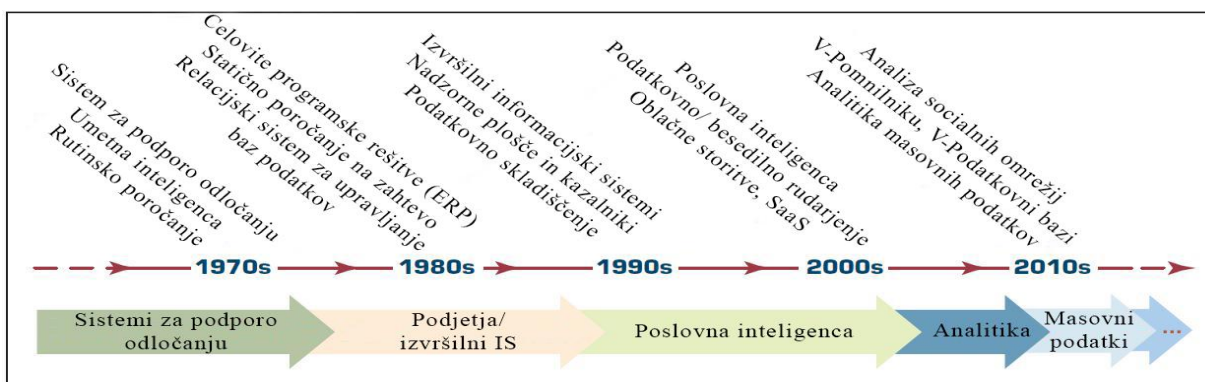 Sistem za podporo odločanju
Umetna inteligenca
Rutinsko poročanje
Celovite programske rešitve (ERP)
Statično poročanje na zahtevo
Relacijski sistem za upravljanje
baz podatkov
Izvršilni informacijski sistemi
Nadzorne plošče in kazalniki
Podatkovno skladiščenje
Poslovna inteligenca
Podatkovno/ besedilno rudarjenje
Oblačne storitve, SaaS
Analiza socialnih omrežij
V-Pomnilniku, V-Podatkovni bazi
Analitika masovnih podatkov
1970s
1980s
1990s
2000s
2010s
Sistemi za podporo
odločanju
Podjetja/
izvršilni IS
Poslovna inteligenca
Analitika
Masovni
podatki
...